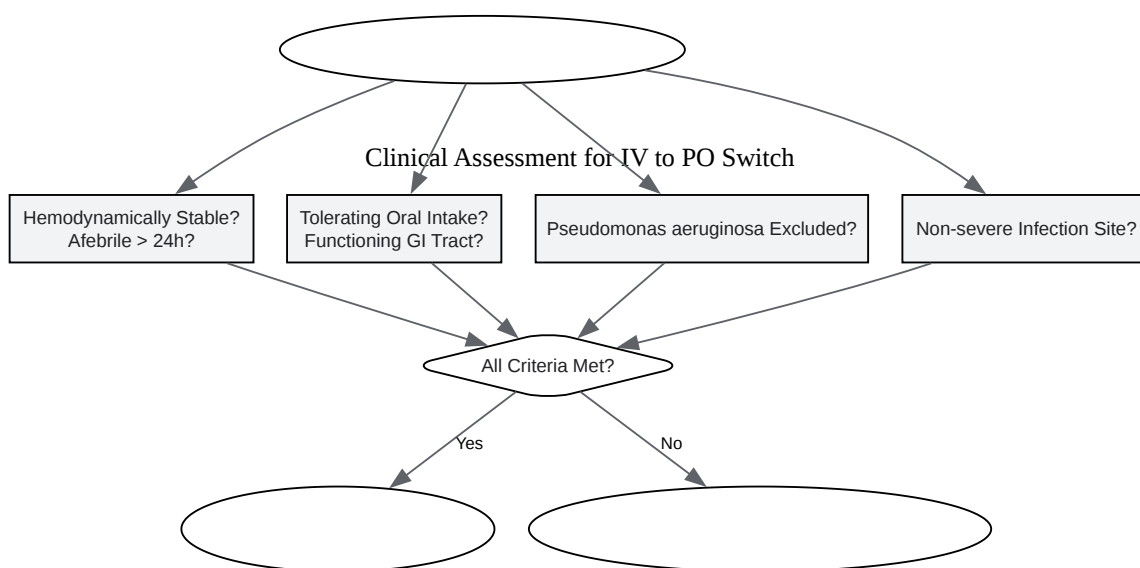 Clinical Assessment for IV to PO Switch
Hemodynamically Stable?
Afebrile > 24h?
Tolerating Oral Intake?
Functioning GI Tract?
Pseudomonas aeruginosa Excluded?
Non-severe Infection Site?
All Criteria Met?
Yes
No